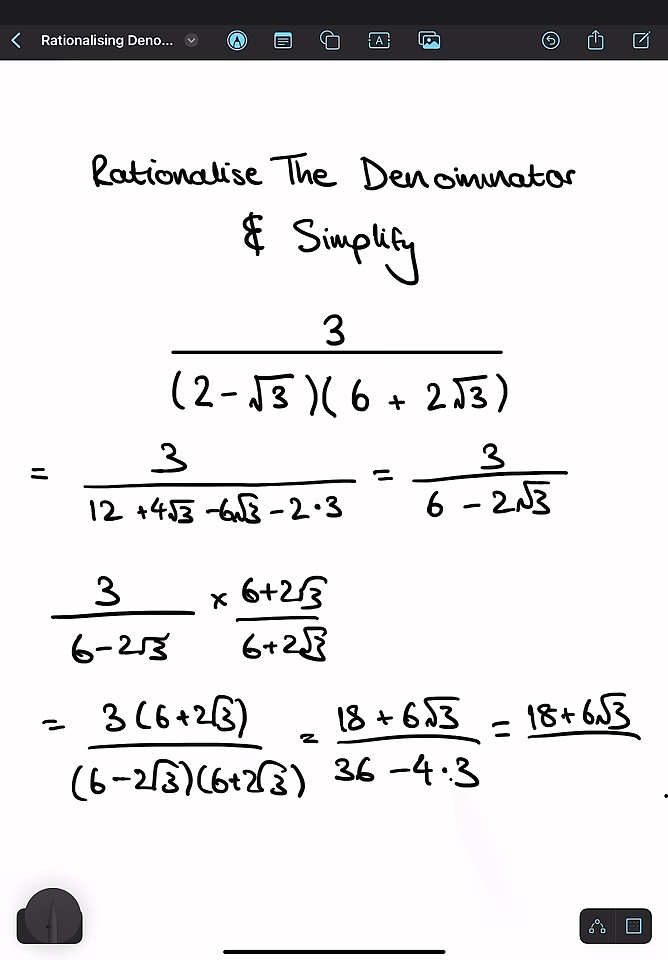 Rationalising Deno...
Rationalise The Denominator
& Simplify
3
(2-√3)(6 + 2√3)
= 3 = 3
12 +4√3 -6√3 -2·3 6 - 2√3
3 × 6+2√3
6-2√3 6+2√3
= 3(6+2√3) = 18 + 6√3 = 18+6√3
(6-2√3)(6+2√3) 36 -4·3